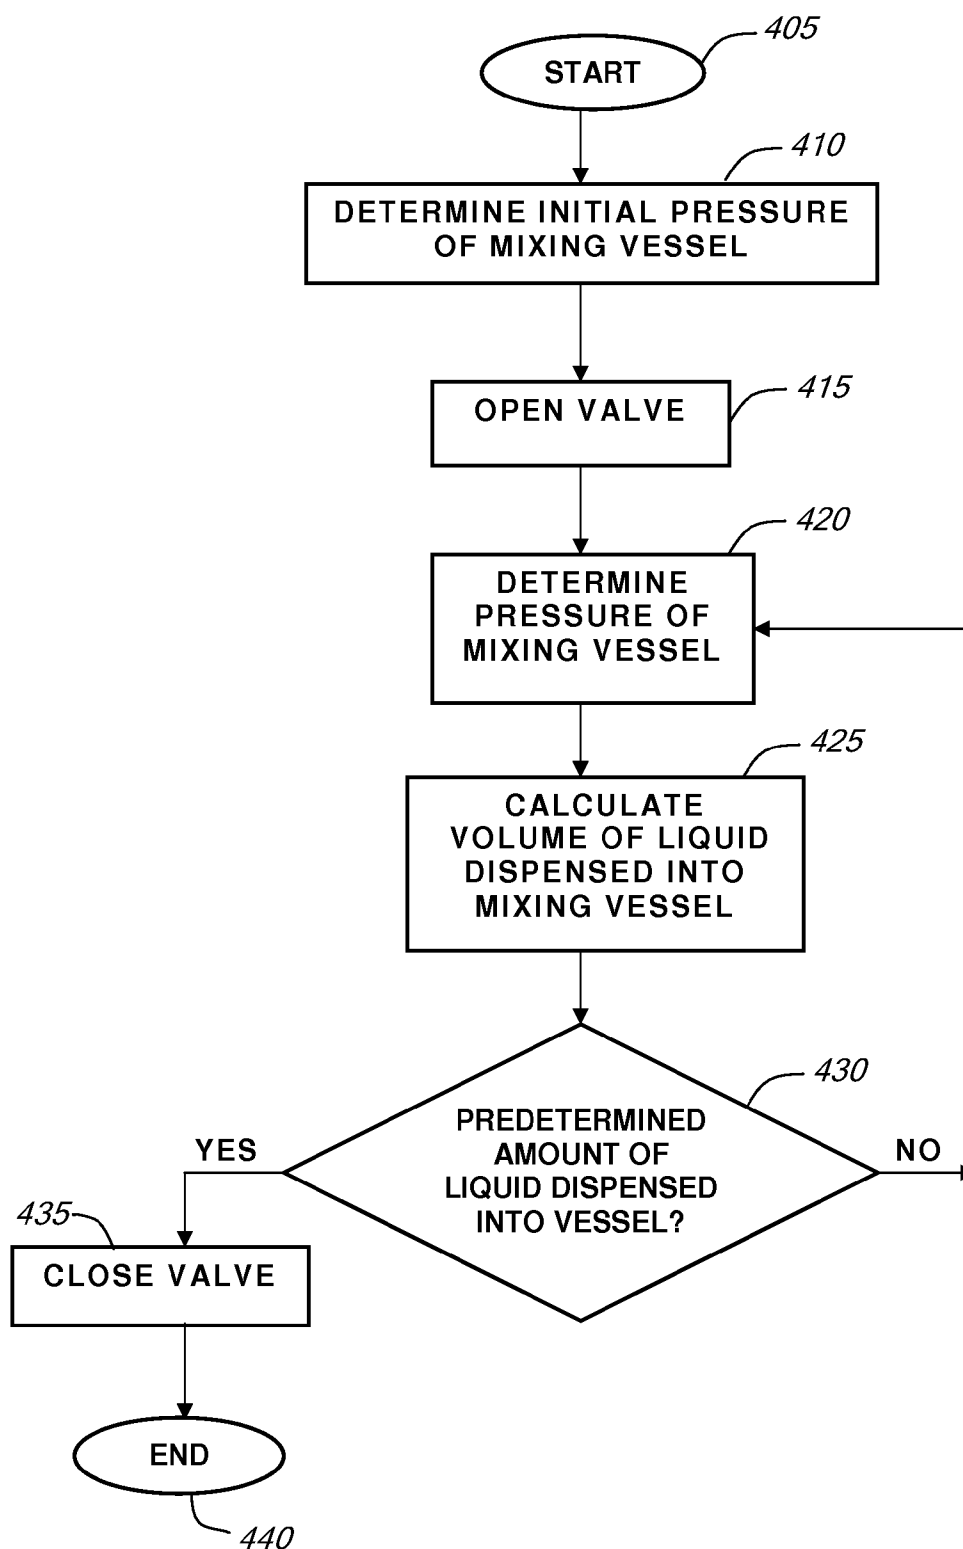 405
START
410
DETERMINE INITIAL PRESSURE
OF MIXING VESSEL
415
OPEN VALVE
420
DETERMINE
PRESSURE OF
MIXING VESSEL
425
CALCULATE
VOLUME OF LIQUID
DISPENSED INTO
MIXING VESSEL
430
PREDETERMINED
AMOUNT OF
LIQUID DISPENSED
INTO VESSEL?
YES
NO
435
CLOSE VALVE
END
440